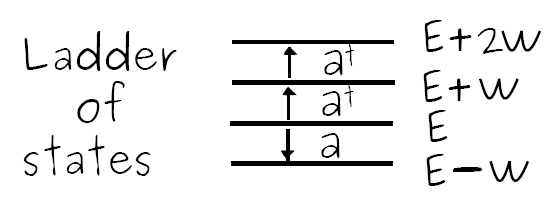 Ladder
of
states
a†
a†
a
E+2w
E+w
E
E-w